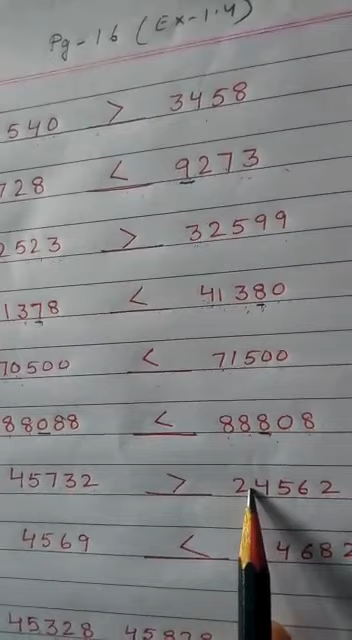 Pg-16 (Ex-1.4)
540 > 3458
728 < 9273
2523 > 32599
1378 < 41380
70500 < 71500
88088 < 88808
45732 > 24562
4569 < 4682
45328 45829